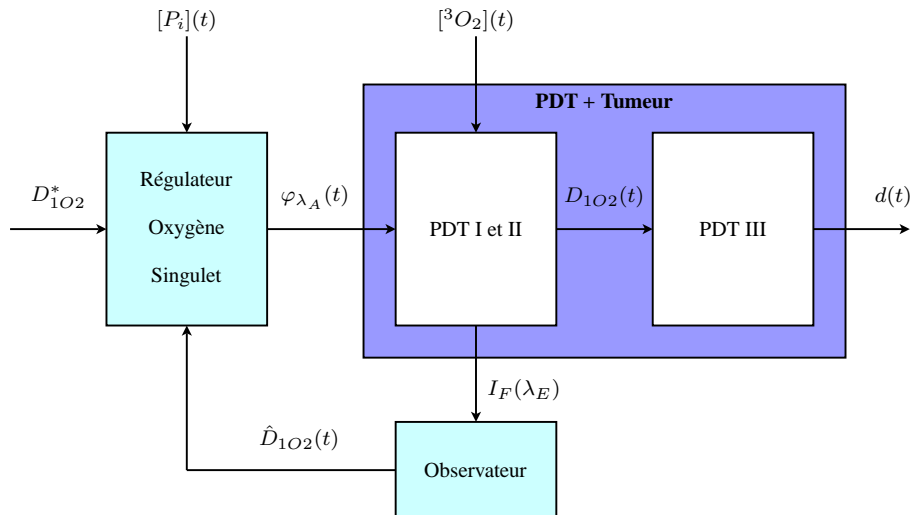 [P_i](t)
[^3O_2](t)
PDT + Tumeur
D^*_{1O2}
Régulateur
Oxygène
Singulet
φ_{λ_A}(t)
PDT I et II
D_{1O2}(t)
PDT III
d(t)
I_F(λ_E)
D̂_{1O2}(t)
Observateur